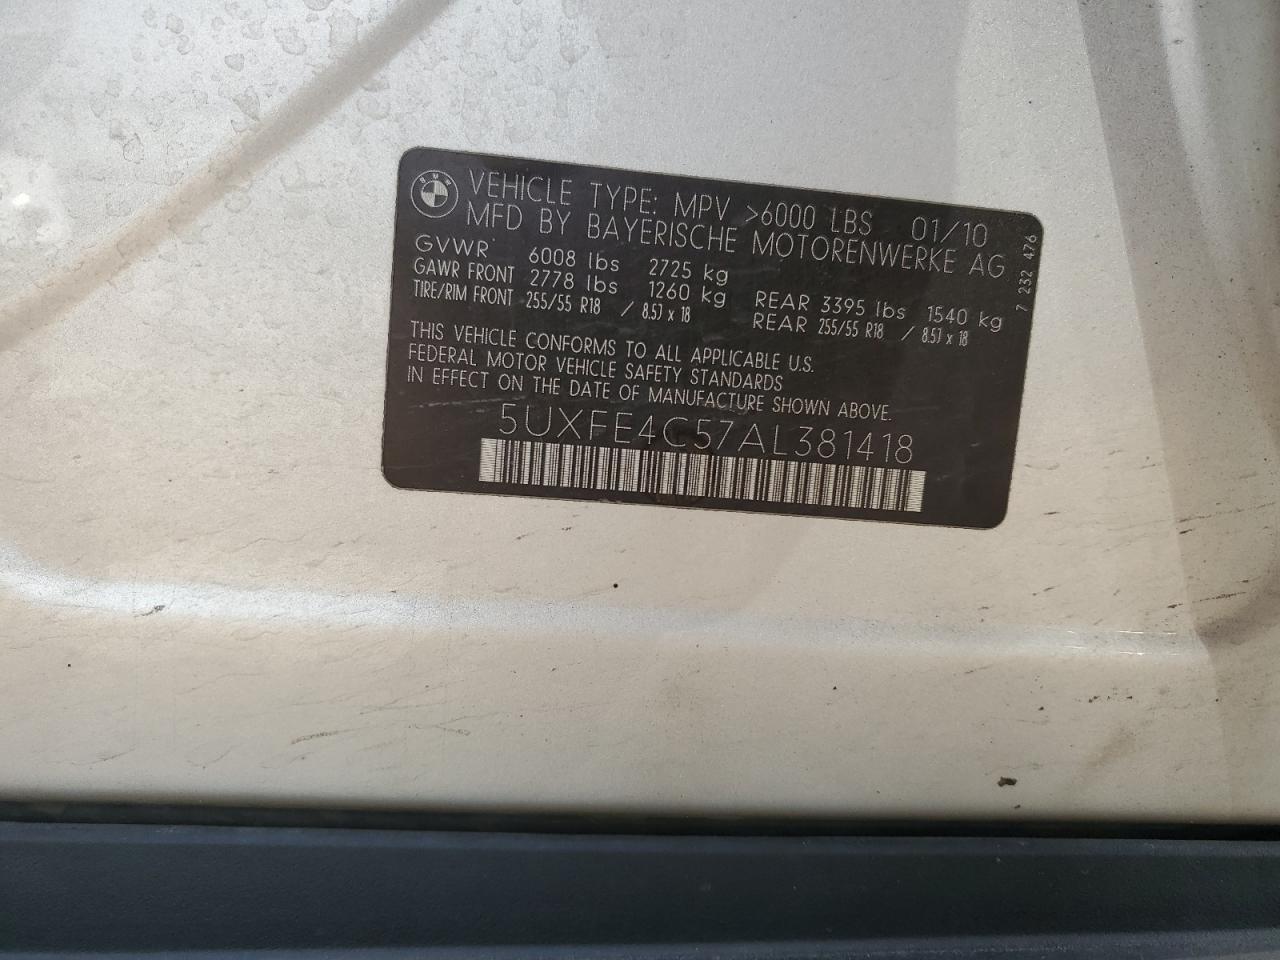 BMW
VEHICLE TYPE: MPV >6000 LBS 01/10
MFD BY BAYERISCHE MOTORENWERKE AG
GVWR 6008 lbs 2725 kg
GAWR FRONT 2778 lbs 1260 kg REAR 3395 lbs 1540 kg
TIRE/RIM FRONT 255/55 R18 / 8.5J x 18 REAR 255/55 R18 / 8.5J x 18
THIS VEHICLE CONFORMS TO ALL APPLICABLE U.S.
FEDERAL MOTOR VEHICLE SAFETY STANDARDS
IN EFFECT ON THE DATE OF MANUFACTURE SHOWN ABOVE.
5UXFE4C57AL381418
7 232 476